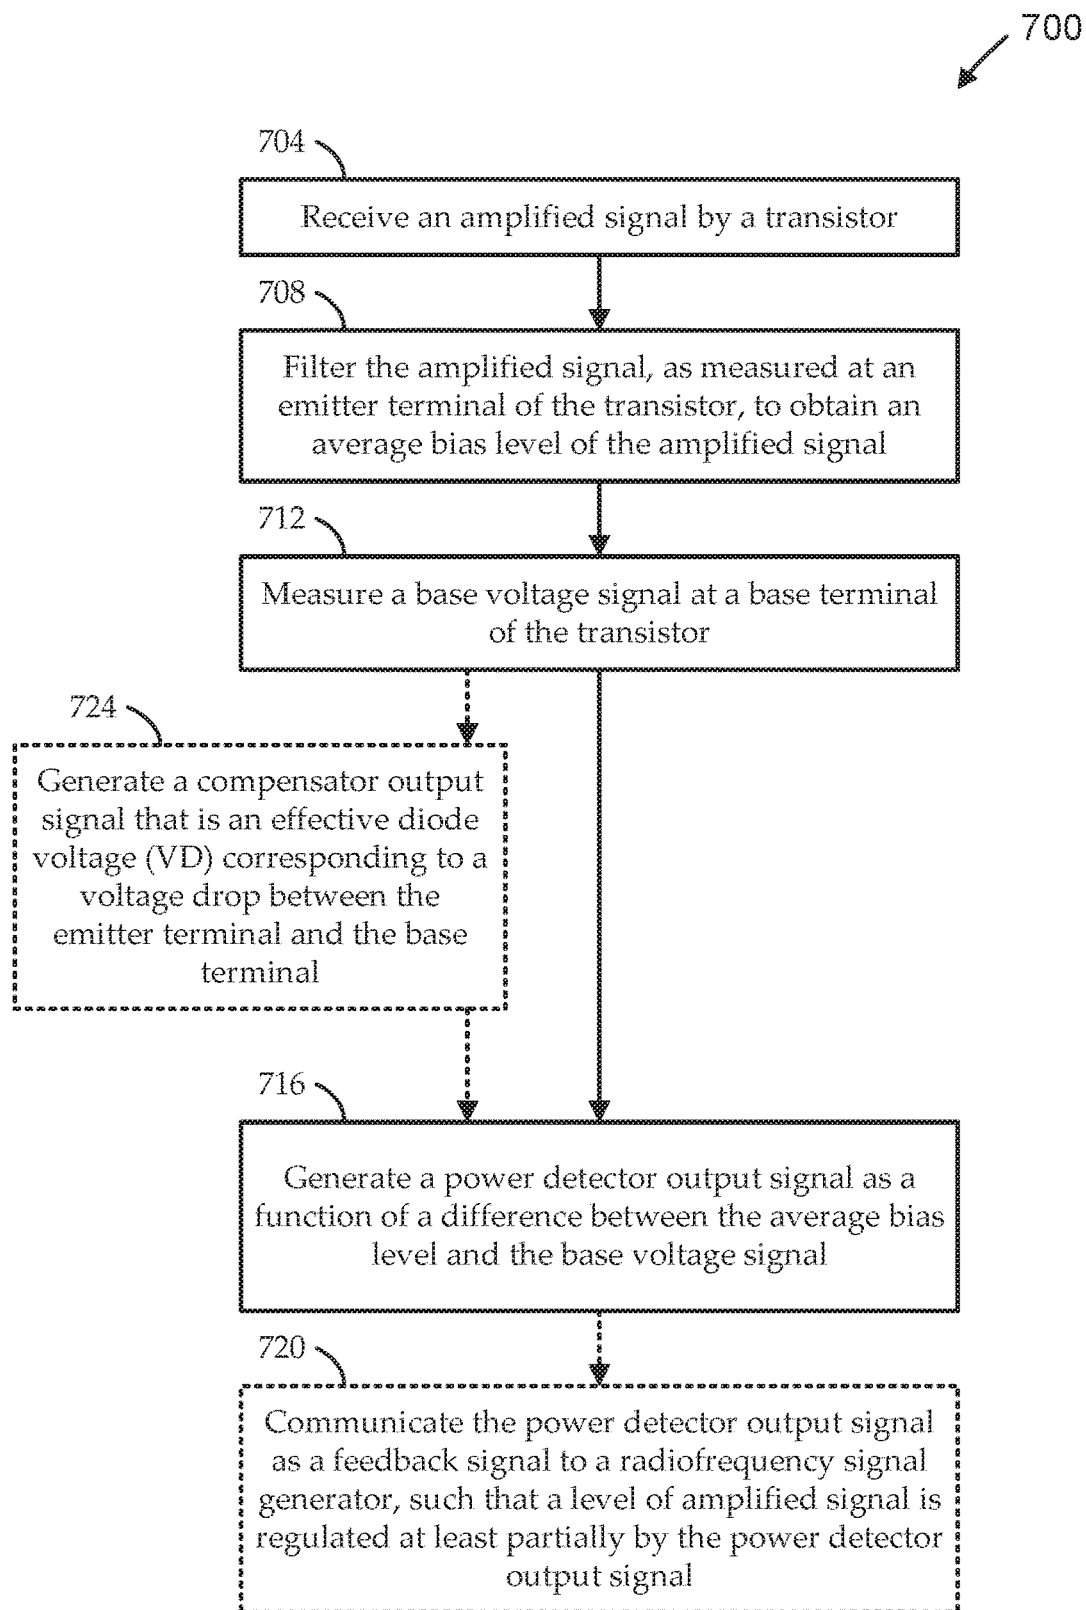 700
704
Receive an amplified signal by a transistor
708
Filter the amplified signal, as measured at an
emitter terminal of the transistor, to obtain an
average bias level of the amplified signal
712
Measure a base voltage signal at a base terminal
of the transistor
724
Generate a compensator output
signal that is an effective diode
voltage (VD) corresponding to a
voltage drop between the
emitter terminal and the base
terminal
716
Generate a power detector output signal as a
function of a difference between the average bias
level and the base voltage signal
720
Communicate the power detector output signal
as a feedback signal to a radiofrequency signal
generator, such that a level of amplified signal is
regulated at least partially by the power detector
output signal